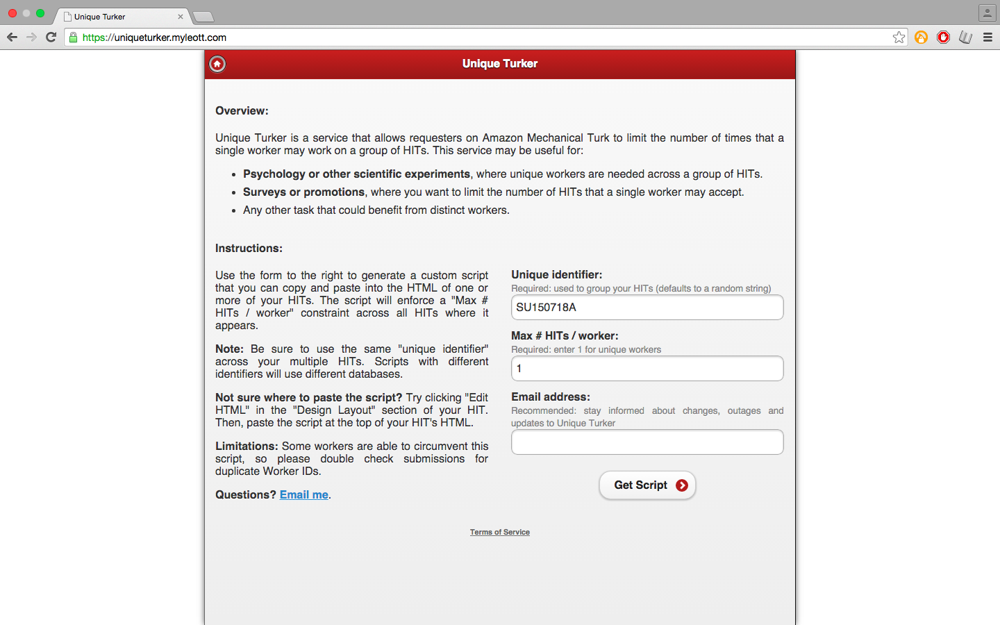 Unique Turker
https://uniqueturker.myleott.com
Unique Turker
Overview:
Unique Turker is a service that allows requesters on Amazon Mechanical Turk to limit the number of times that a
single worker may work on a group of HITs. This service may be useful for:
• Psychology or other scientific experiments, where unique workers are needed across a group of HITs.
• Surveys or promotions, where you want to limit the number of HITs that a single worker may accept.
• Any other task that could benefit from distinct workers.
Instructions:
Use the form to the right to generate a custom script
that you can copy and paste into the HTML of one or
more of your HITs. The script will enforce a "Max #
HITs / worker" constraint across all HITs where it
appears.
Note: Be sure to use the same "unique identifier"
across your multiple HITs. Scripts with different
identifiers will use different databases.
Not sure where to paste the script? Try clicking "Edit
HTML" in the "Design Layout" section of your HIT.
Then, paste the script at the top of your HIT's HTML.
Limitations: Some workers are able to circumvent this
script, so please double check submissions for
duplicate Worker IDs.
Questions? Email me.
Unique identifier:
Required: used to group your HITs (defaults to a random string)
SU150718A
Max # HITs / worker:
Required: enter 1 for unique workers
1
Email address:
Recommended: stay informed about changes, outages and
updates to Unique Turker
Get Script
Terms of Service